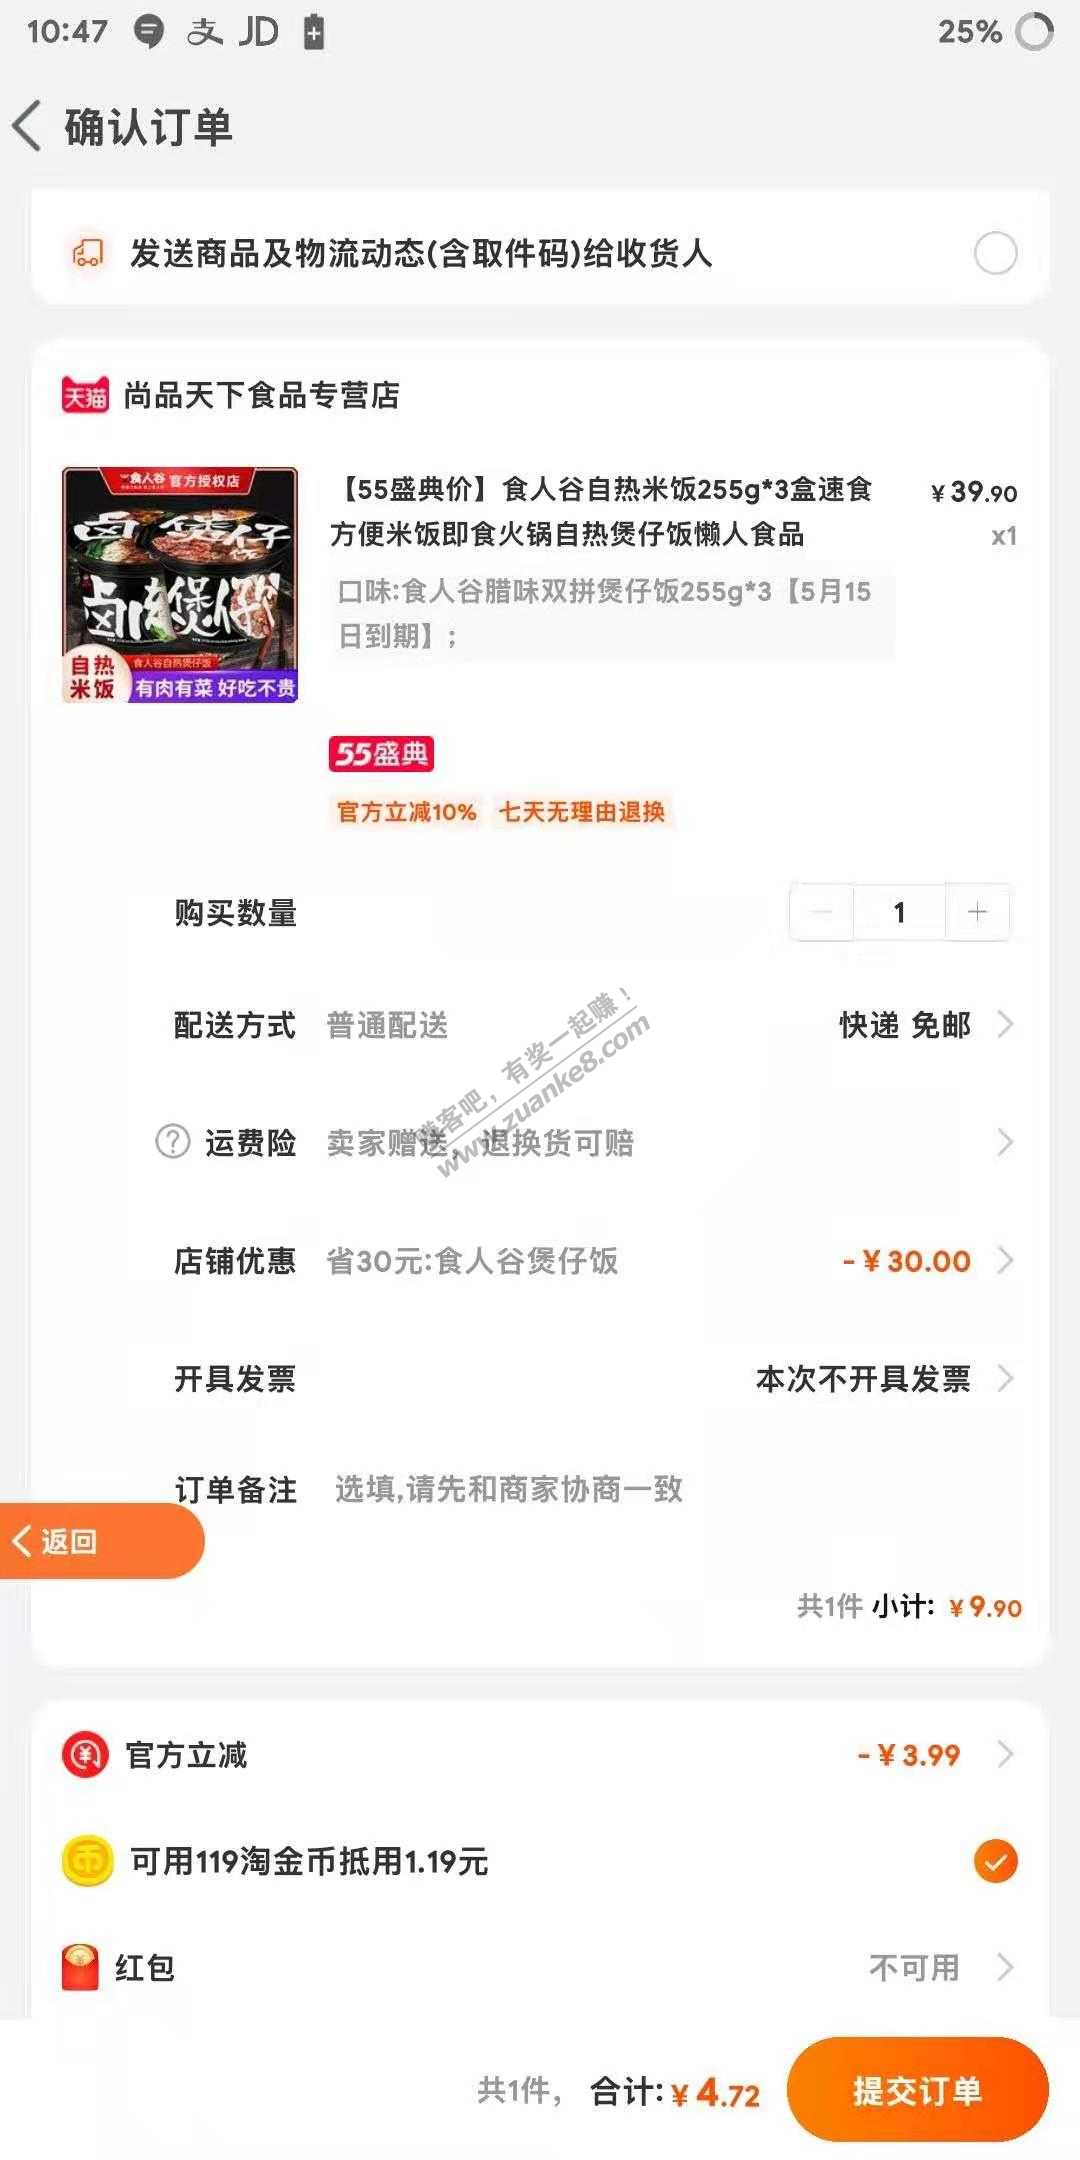 10:47 支 JD 25%
确认订单
发送商品及物流动态(含取件码)给收货人
天猫 尚品天下食品专营店
食人谷 官方授权店
卤 煲仔饭
卤肉煲仔
自热
米饭
食人谷自热煲仔饭
有肉有菜 好吃不贵
【55盛典价】食人谷自热米饭255g*3盒速食 ¥39.90
方便米饭即食火锅自热煲仔饭懒人食品 x1
口味:食人谷腊味双拼煲仔饭255g*3【5月15
日到期】;
55盛典
官方立减10% 七天无理由退换
购买数量 1
配送方式 普通配送 快递 免邮
运费险 卖家赠送，退换货可赔
赚客吧，有奖一起赚！
www.zuanke8.com
店铺优惠 省30元:食人谷煲仔饭 -¥30.00
开具发票 本次不开具发票
订单备注 选填,请先和商家协商一致
返回
共1件 小计: ¥9.90
官方立减 -¥3.99
可用119淘金币抵用1.19元
红包 不可用
共1件， 合计: ¥4.72 提交订单